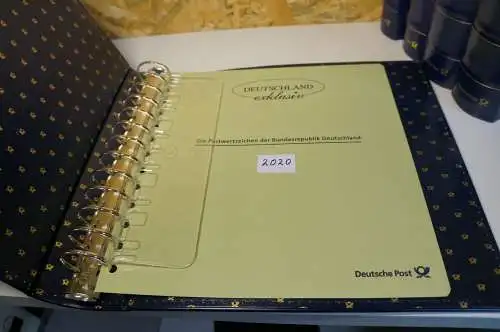 DEUTSCHLAND
exklusiv
Die Postwertzeichen der Bundesrepublik Deutschland
2020
Deutsche Post